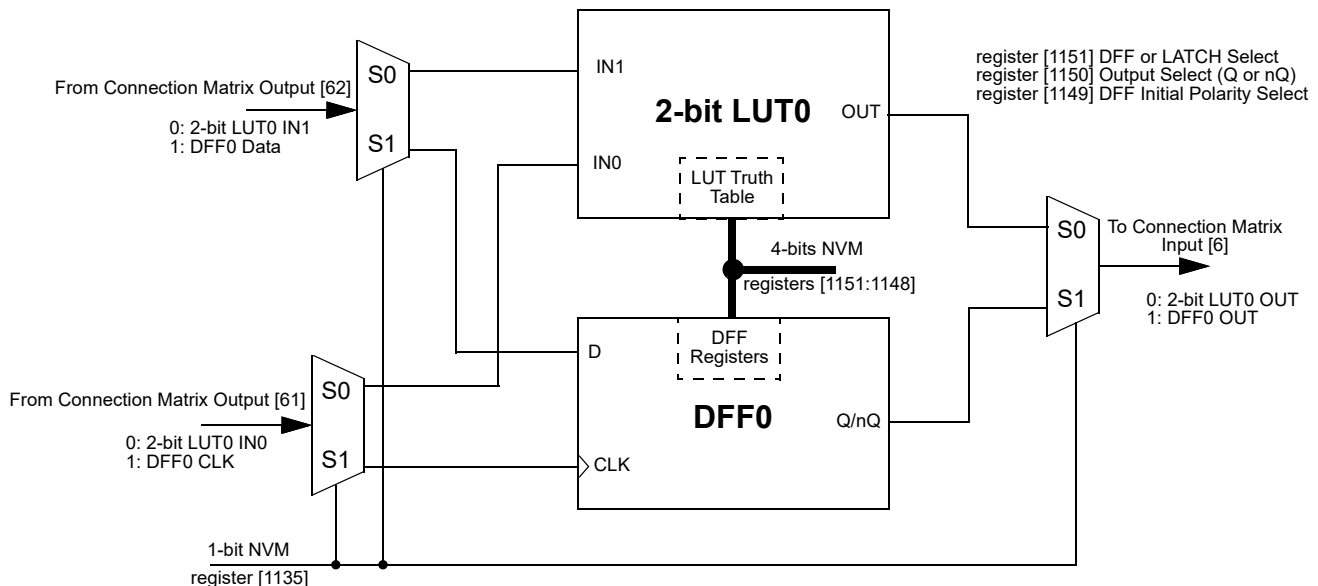 From Connection Matrix Output [62]
0: 2-bit LUT0 IN1
1: DFF0 Data
S0
S1
IN1
IN0
2-bit LUT0
OUT
LUT Truth
Table
register [1151] DFF or LATCH Select
register [1150] Output Select (Q or nQ)
register [1149] DFF Initial Polarity Select
4-bits NVM
registers [1151:1148]
S0
S1
To Connection Matrix
Input [6]
0: 2-bit LUT0 OUT
1: DFF0 OUT
From Connection Matrix Output [61]
0: 2-bit LUT0 IN0
1: DFF0 CLK
S0
S1
D
CLK
DFF
Registers
DFF0
Q/nQ
1-bit NVM
register [1135]